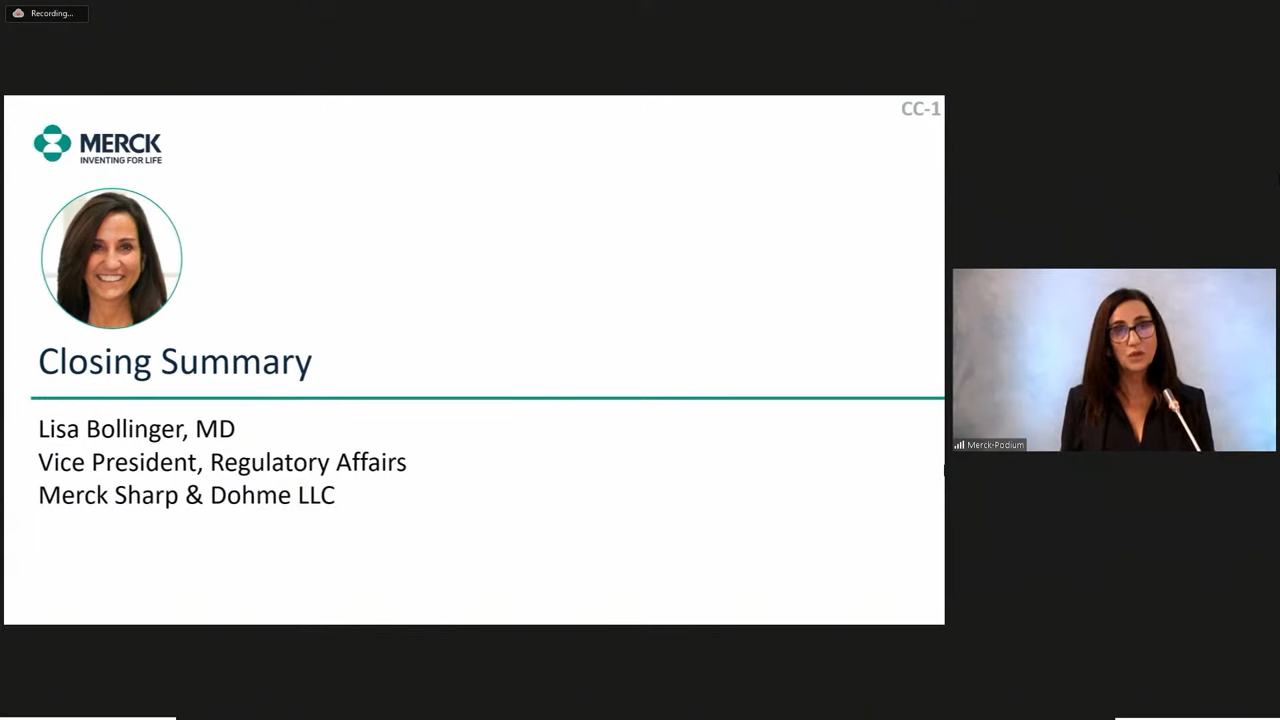 Recording...
CC-1
MERCK
INVENTING FOR LIFE
Closing Summary
Lisa Bollinger, MD
Vice President, Regulatory Affairs
Merck Sharp & Dohme LLC
Merck-Podium